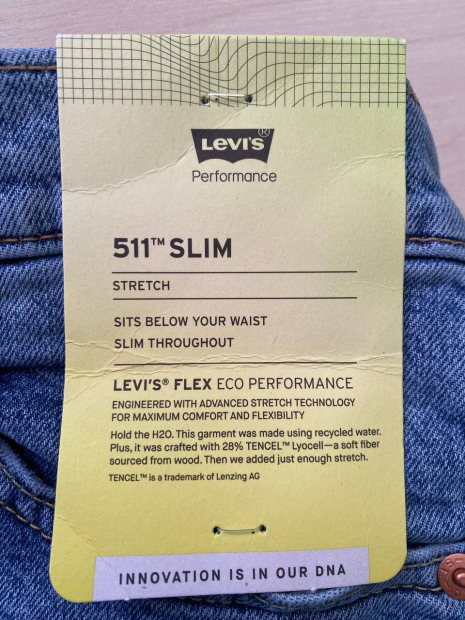 Levi's®
Performance
511™ SLIM
STRETCH
SITS BELOW YOUR WAIST
SLIM THROUGHOUT
LEVI'S® FLEX ECO PERFORMANCE
ENGINEERED WITH ADVANCED STRETCH TECHNOLOGY
FOR MAXIMUM COMFORT AND FLEXIBILITY
Hold the H2O. This garment was made using recycled water.
Plus, it was crafted with 28% TENCEL™ Lyocell—a soft fiber
sourced from wood. Then we added just enough stretch.
TENCEL™ is a trademark of Lenzing AG
INNOVATION IS IN OUR DNA